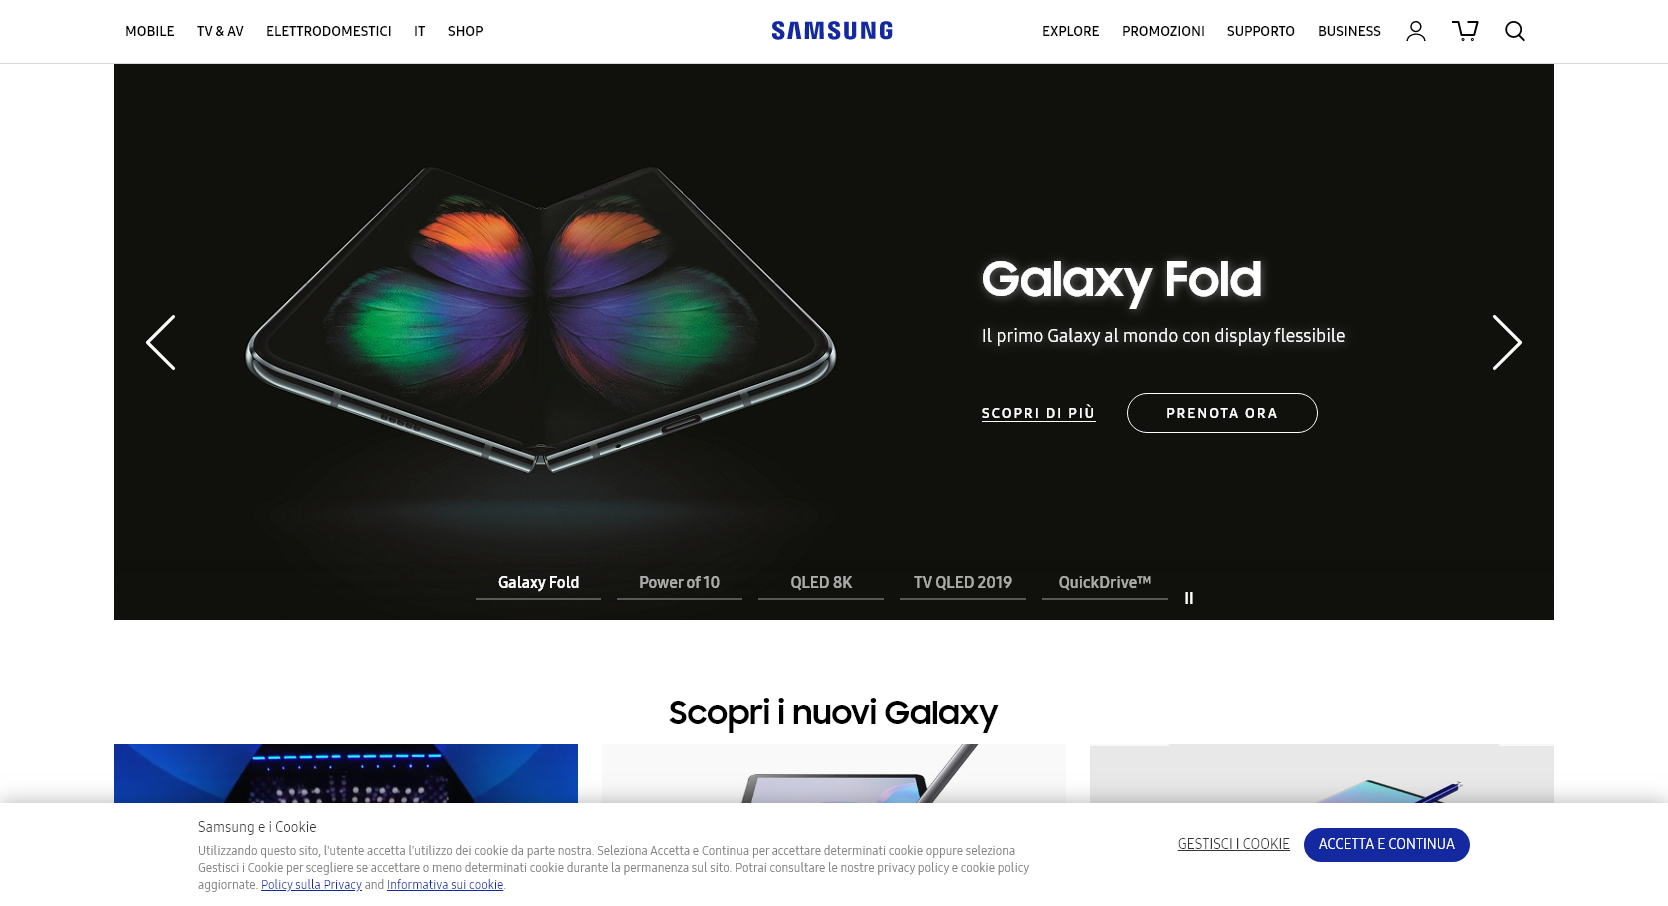 MOBILE TV & AV ELETTRODOMESTICI IT SHOP SAMSUNG EXPLORE PROMOZIONI SUPPORTO BUSINESS
Galaxy Fold
Il primo Galaxy al mondo con display flessibile
SCOPRI DI PIÙ PRENOTA ORA
Galaxy Fold Power of 10 QLED 8K TV QLED 2019 QuickDrive™
Scopri i nuovi Galaxy
Samsung e i Cookie
Utilizzando questo sito, l'utente accetta l'utilizzo dei cookie da parte nostra. Seleziona Accetta e Continua per accettare determinati cookie oppure seleziona
Gestisci i Cookie per scegliere se accettare o meno determinati cookie durante la permanenza sul sito. Potrai consultare le nostre privacy policy e cookie policy
aggiornate. Policy sulla Privacy and Informativa sui cookie.
GESTISCI I COOKIE ACCETTA E CONTINUA